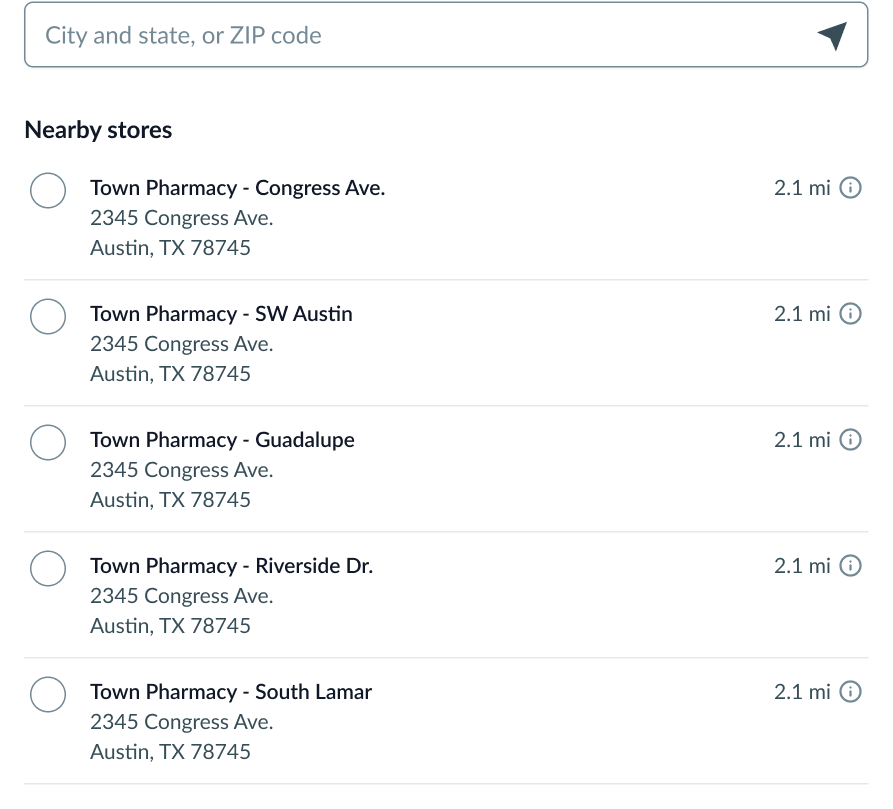 City and state, or ZIP code
Nearby stores
Town Pharmacy - Congress Ave.
2.1 mi
2345 Congress Ave.
Austin, TX 78745
Town Pharmacy - SW Austin
2.1 mi
2345 Congress Ave.
Austin, TX 78745
Town Pharmacy - Guadalupe
2.1 mi
2345 Congress Ave.
Austin, TX 78745
Town Pharmacy - Riverside Dr.
2.1 mi
2345 Congress Ave.
Austin, TX 78745
Town Pharmacy - South Lamar
2.1 mi
2345 Congress Ave.
Austin, TX 78745